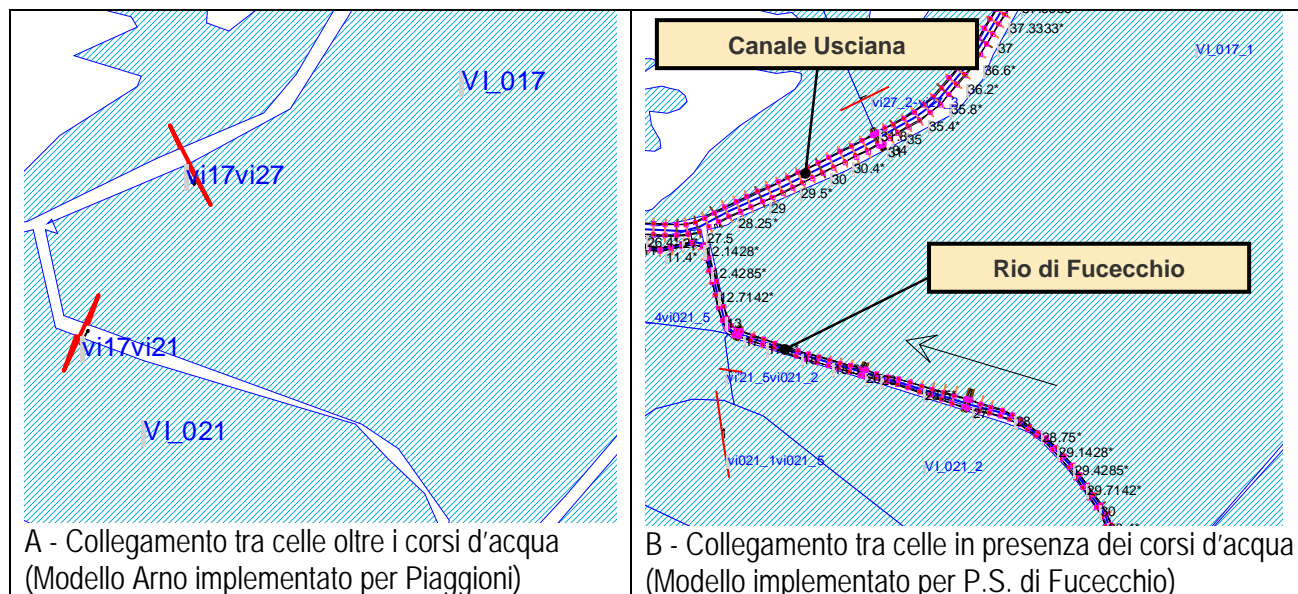 VI_017
vi17vi27
vi17vi21
VI_021
A - Collegamento tra celle oltre i corsi d'acqua
(Modello Arno implementato per Piaggioni)
Canale Usciana
VI_017_1
37.3333*
37
36.6*
36.2*
35.8*
35.4*
35
30.4*
30
29.5*
29
28.25*
27.5
11.4*
12.1428*
12.4285*
12.7142*
13
Rio di Fucecchio
4vi021_5
vi21_5vi021_2
vi021_1vi021_5
VI_021_2
27
28
28.75*
29.1428*
29.4285*
29.7142*
30
B - Collegamento tra celle in presenza dei corsi d'acqua
(Modello implementato per P.S. di Fucecchio)